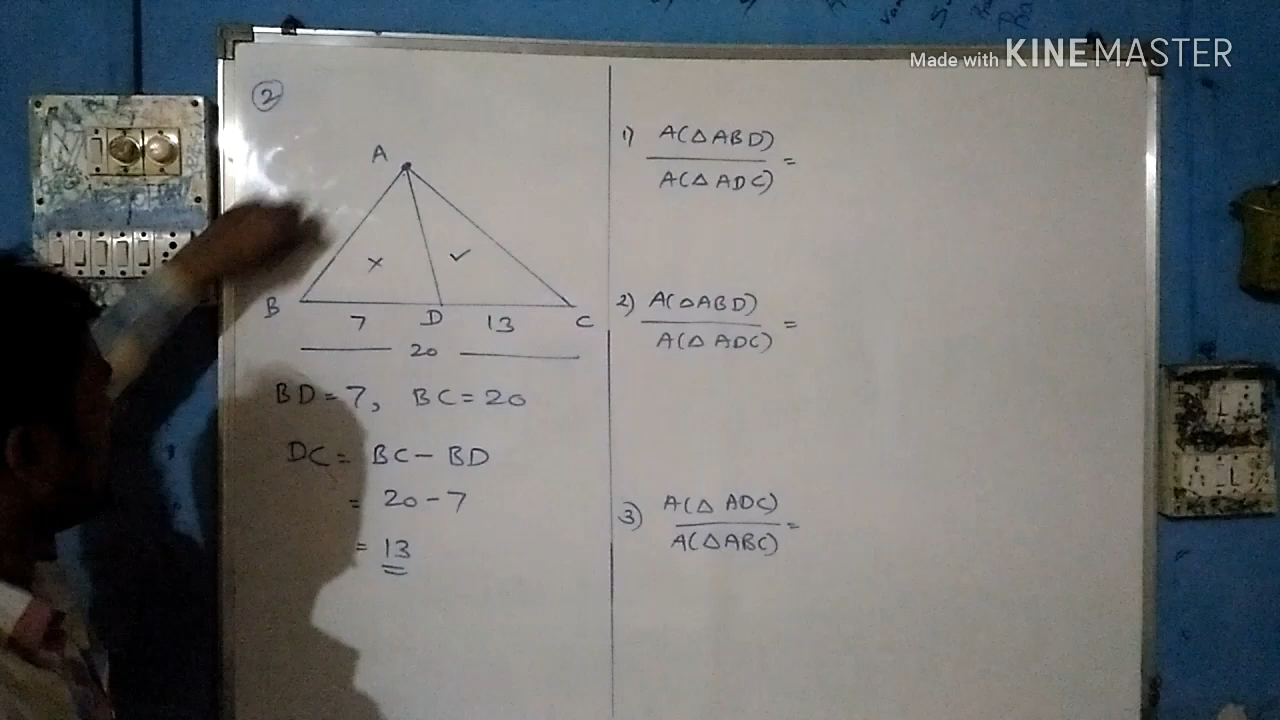 Made with KINEMASTER
2
A
B 7 D 13 C
20
BD = 7, BC = 20
DC = BC - BD
= 20 - 7
= 13
1) A(△ABD)
A(△ADC) =
2) A(△ABD)
A(△ADC) =
3) A(△ADC)
A(△ABC) =